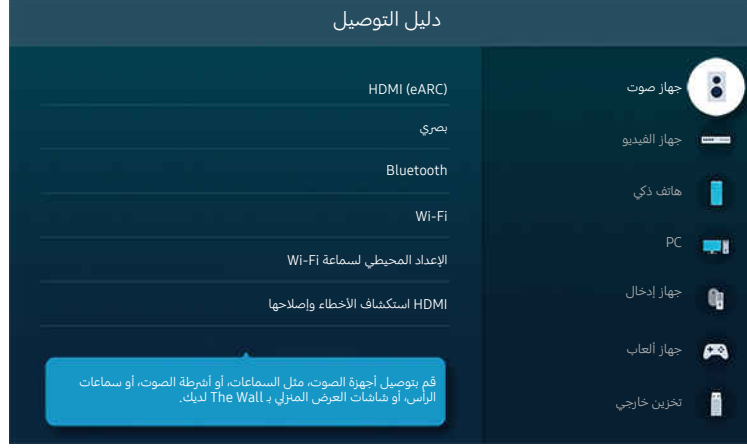 دليل التوصيل
جهاز صوت
جهاز الفيديو
هاتف ذكي
PC
جهاز إدخال
جهاز ألعاب
تخزين خارجي
HDMI (eARC)
بصري
Bluetooth
Wi-Fi
الإعداد المحيطي لسماعة Wi-Fi
HDMI استكشاف الأخطاء وإصلاحها
قم بتوصيل أجهزة الصوت، مثل السماعات، أو أشرطة الصوت، أو سماعات
الرأس، أو شاشات العرض المنزلي بـ The Wall لديك.